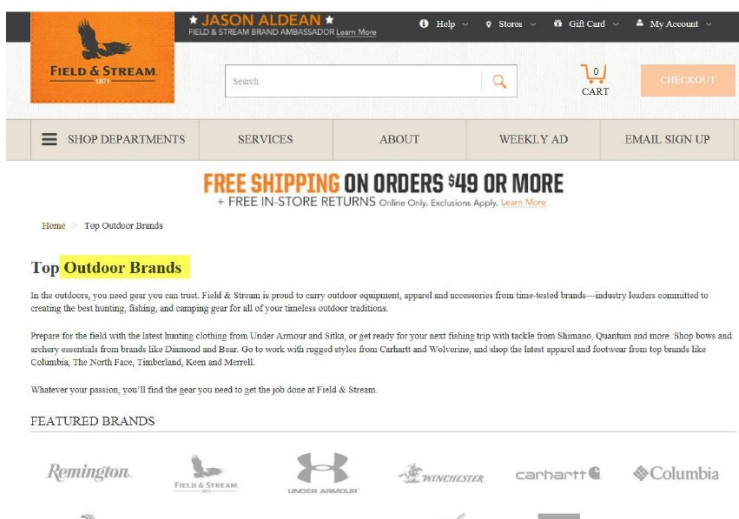 ★ JASON ALDEAN ★
FIELD & STREAM BRAND AMBASSADOR Learn More
Help
Stores
Gift Card
My Account
FIELD & STREAM
1871
Search
0
CART
CHECKOUT
SHOP DEPARTMENTS
SERVICES
ABOUT
WEEKLY AD
EMAIL SIGN UP
FREE SHIPPING ON ORDERS $49 OR MORE
+ FREE IN-STORE RETURNS Online Only. Exclusions Apply. Learn More
Home > Top Outdoor Brands
Top Outdoor Brands
In the outdoors, you need gear you can trust. Field & Stream is proud to carry outdoor equipment, apparel and accessories from time-tested brands—industry leaders committed to
creating the best hunting, fishing, and camping gear for all of your timeless outdoor traditions.
Prepare for the field with the latest hunting clothing from Under Armour and Sitka, or get ready for your next fishing trip with tackle from Shimano, Quantum and more. Shop bows and
archery essentials from brands like Diamond and Bear. Go to work with rugged styles from Carhartt and Wolverine, and shop the latest apparel and footwear from top brands like
Columbia, The North Face, Timberland, Keen and Merrell.
Whatever your passion, you'll find the gear you need to get the job done at Field & Stream.
FEATURED BRANDS
Remington.
FIELD & STREAM
1871
UNDER ARMOUR
WINCHESTER
carhartt
Columbia